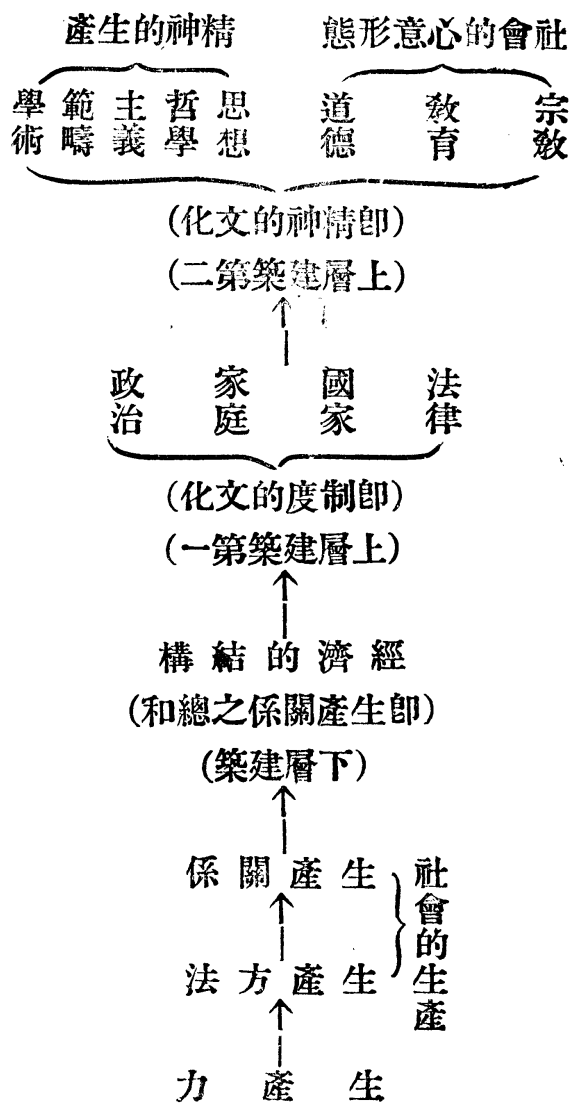 社會的心意形態
精神的生產
宗教
教育
道德
思想
哲學
主義
範疇
學術
(卽精神的文化)
(上層建築第二)
法律
國家
家庭
政治
(卽制度的文化)
(上層建築第一)
經濟的結構
(卽生產關係之總和)
(下層建築)
生產關係
社會的生產
生產方法
生產力